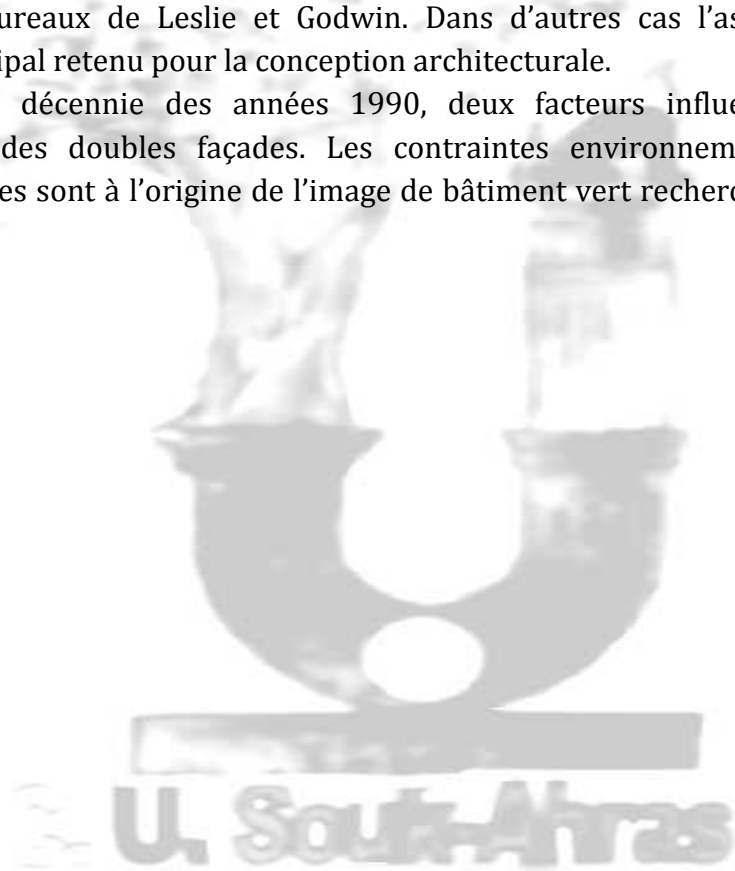 ureaux de Leslie et Godwin. Dans d’autres cas l’as
ipal retenu pour la conception architecturale.
décennie des années 1990, deux facteurs influe
des doubles façades. Les contraintes environnem
es sont à l’origine de l’image de bâtiment vert recherc
U. Souk-Ahras